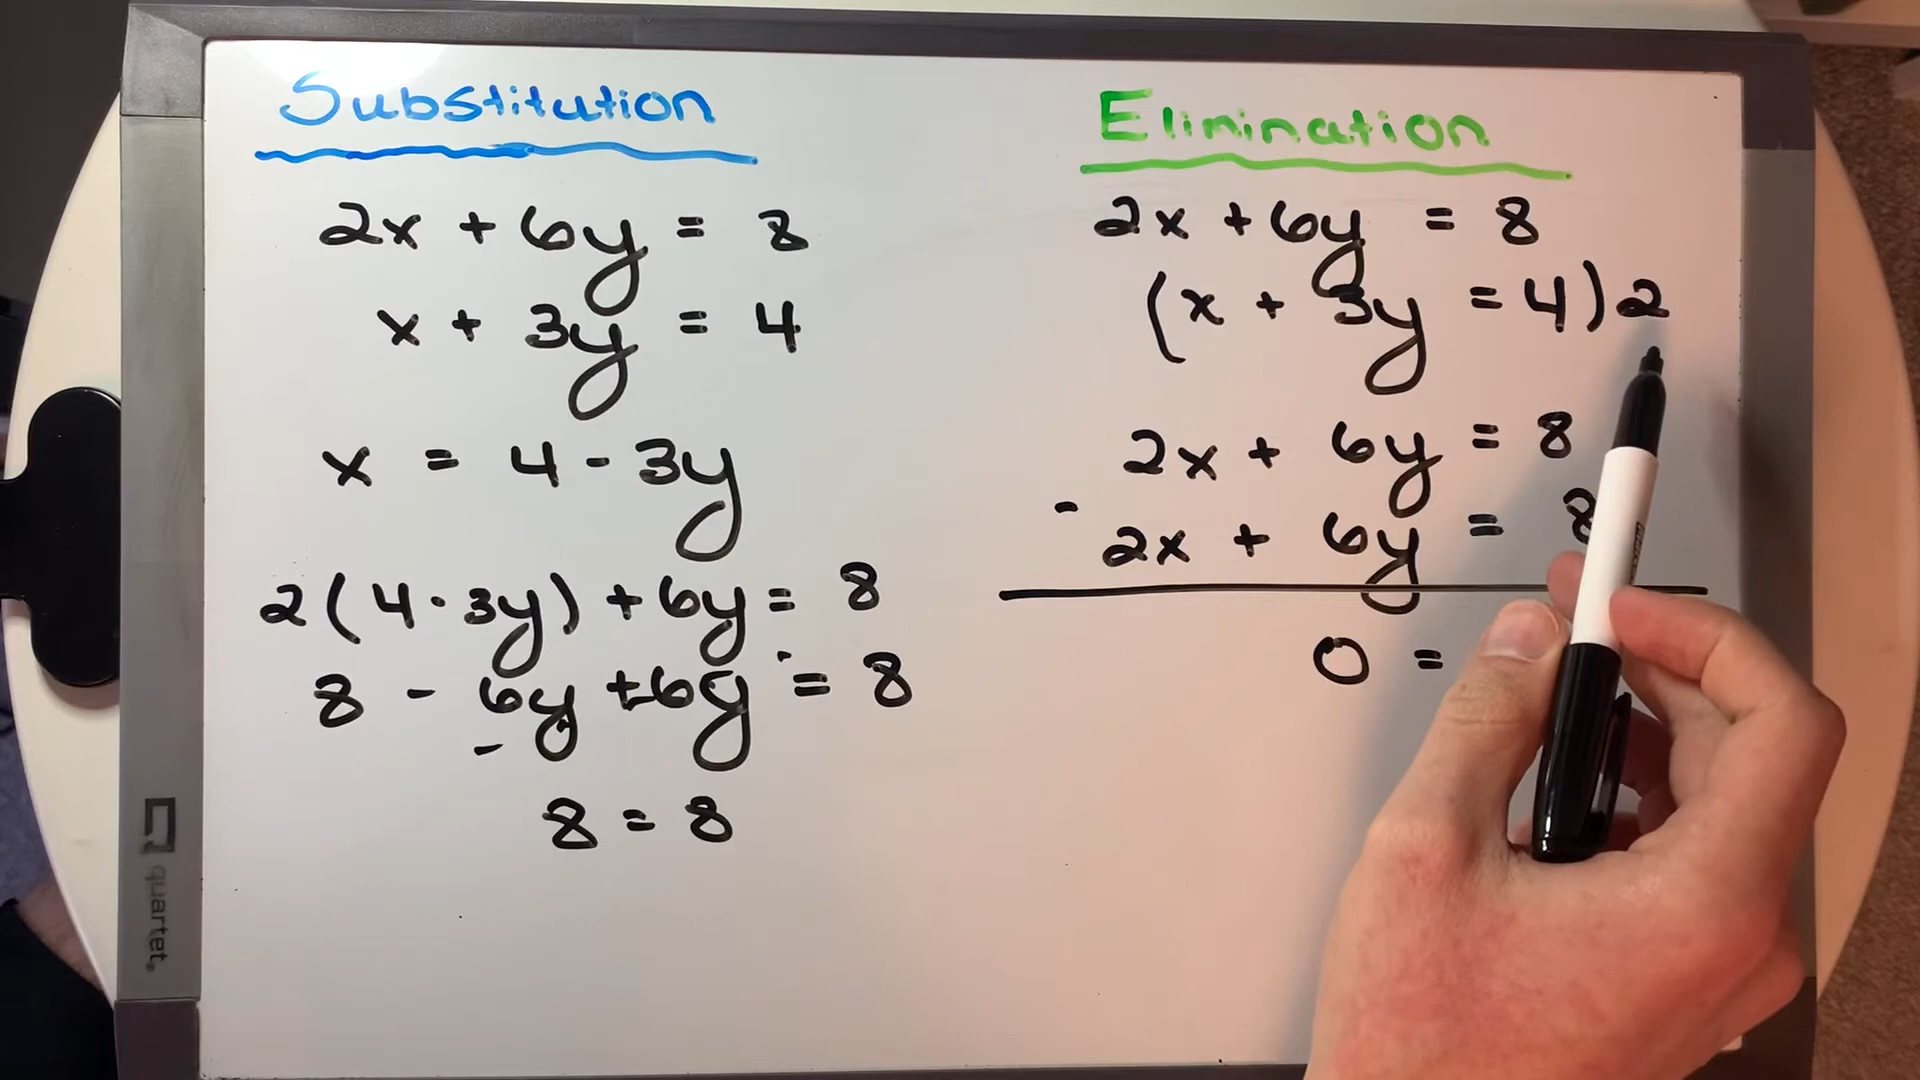 Substitution
2x + 6y = 8
x + 3y = 4
x = 4 - 3y
2(4 - 3y) + 6y = 8
8 - 6y + 6y = 8
-
8 = 8
Elimination
2x + 6y = 8
(x + 3y = 4)2
2x + 6y = 8
- 2x + 6y = 8
0 =
quartet